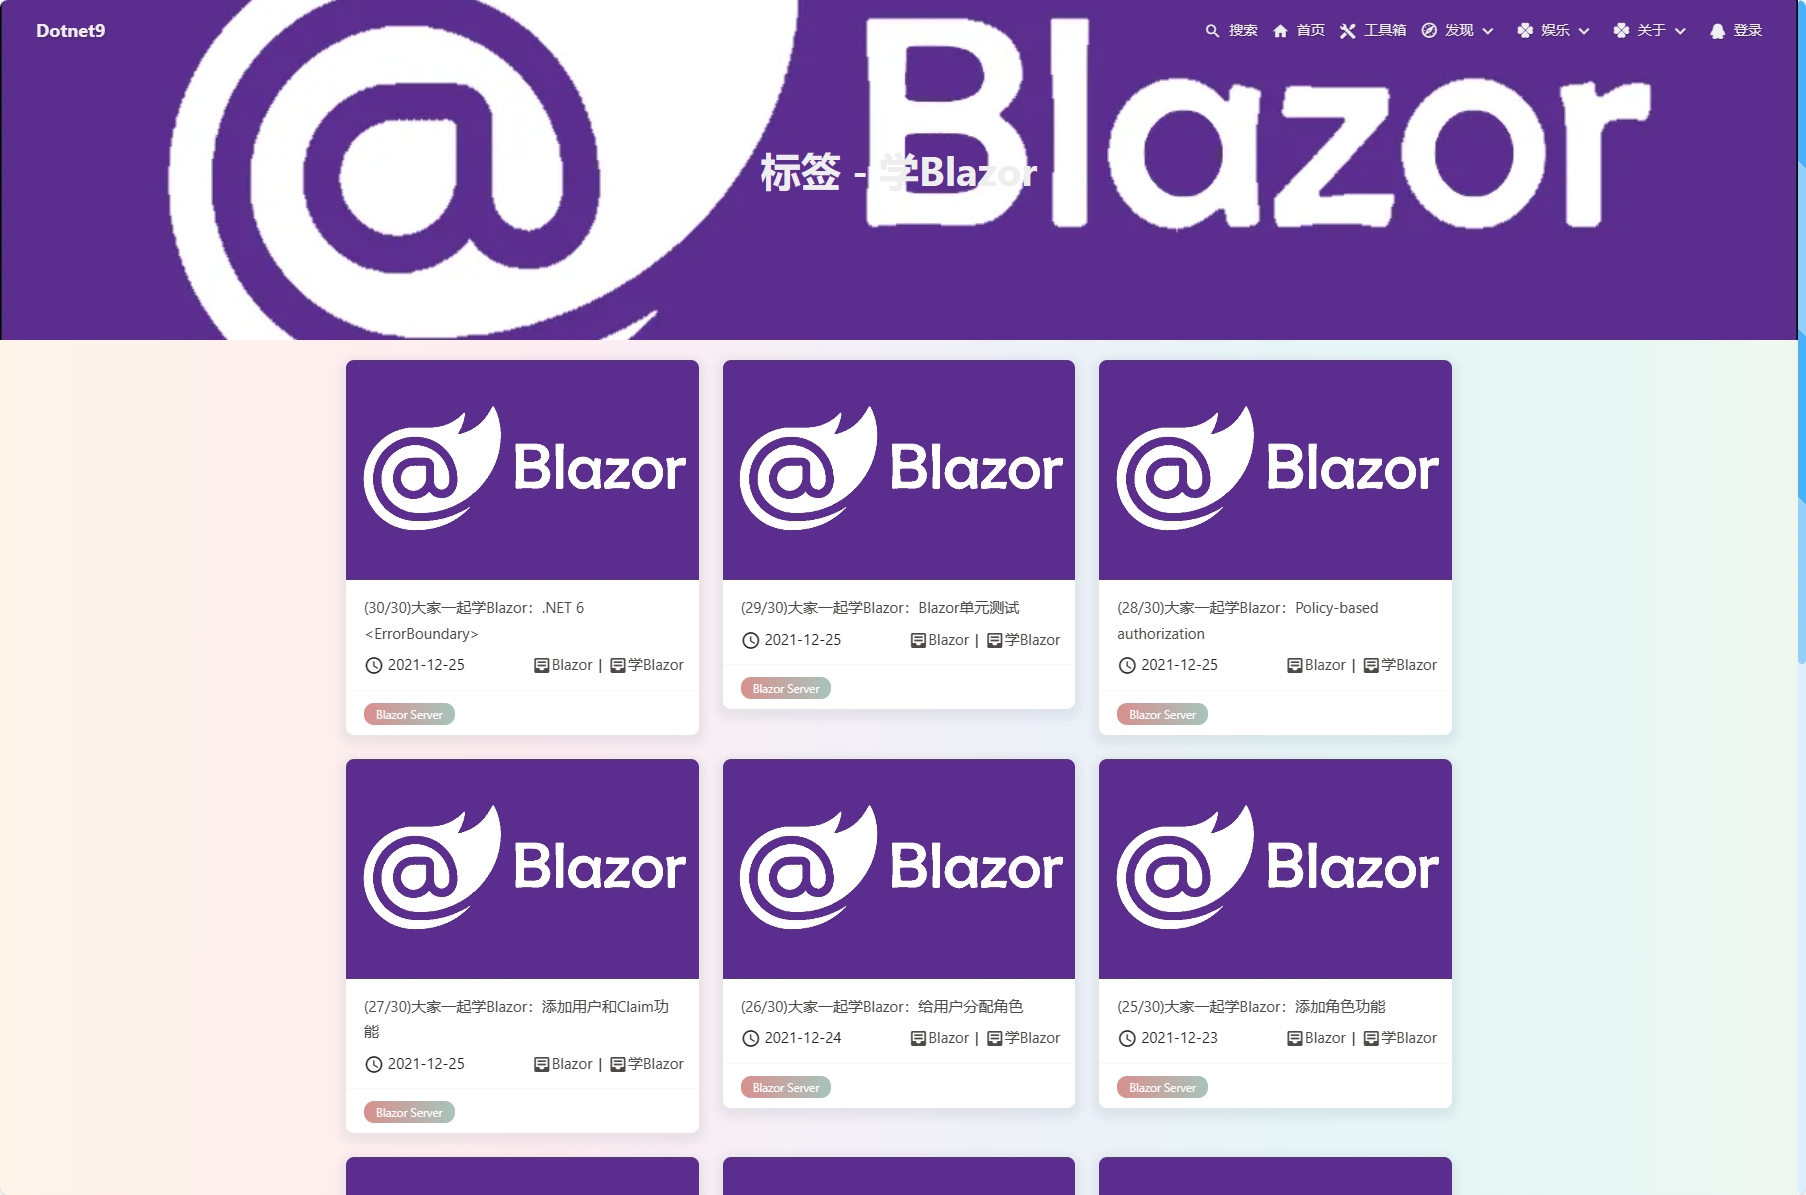 Dotnet9
搜索 首页 工具箱 发现 娱乐 关于 登录
Blazor
标签 - 学Blazor
Blazor
Blazor
Blazor
(30/30)大家一起学Blazor：.NET 6
<ErrorBoundary>
2021-12-25 Blazor | 学Blazor
Blazor Server
(29/30)大家一起学Blazor：Blazor单元测试
2021-12-25 Blazor | 学Blazor
Blazor Server
(28/30)大家一起学Blazor：Policy-based
authorization
2021-12-25 Blazor | 学Blazor
Blazor Server
Blazor
Blazor
Blazor
(27/30)大家一起学Blazor：添加用户和Claim功
能
2021-12-25 Blazor | 学Blazor
Blazor Server
(26/30)大家一起学Blazor：给用户分配角色
2021-12-24 Blazor | 学Blazor
Blazor Server
(25/30)大家一起学Blazor：添加角色功能
2021-12-23 Blazor | 学Blazor
Blazor Server